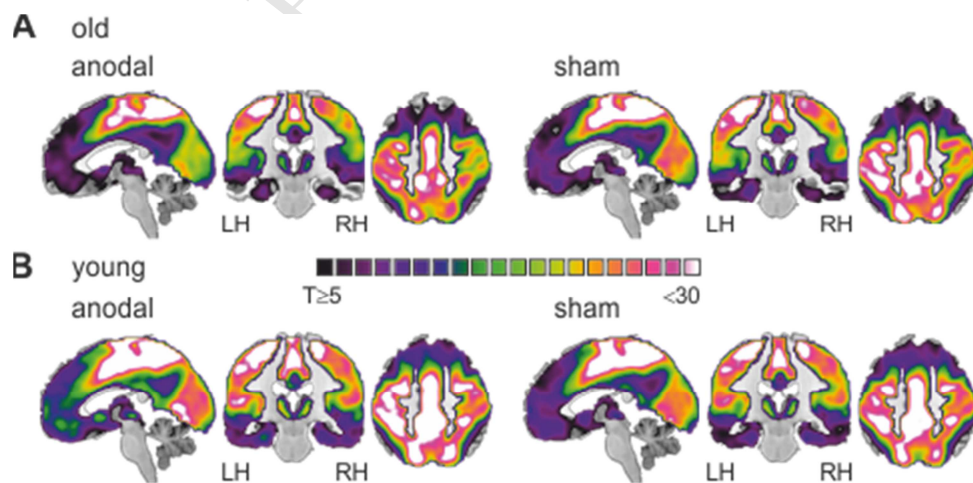 A old
anodal sham
LH RH LH RH
B young
T≥5 <30
anodal sham
LH RH LH RH